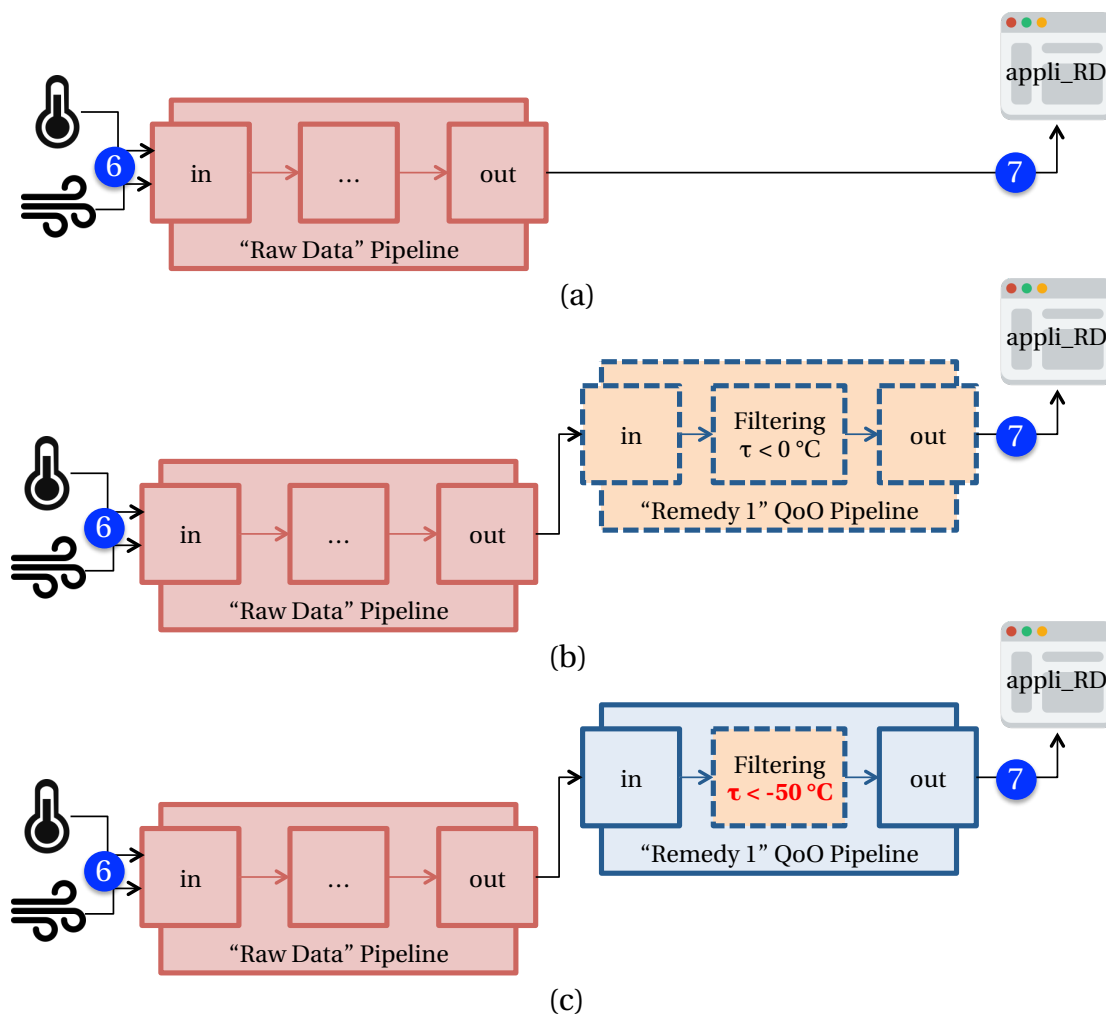 appli_RD
6
in
...
out
7
“Raw Data” Pipeline
(a)
appli_RD
in
Filtering
τ < 0 °C
out
7
“Remedy 1” QoO Pipeline
6
in
...
out
“Raw Data” Pipeline
(b)
appli_RD
in
Filtering
τ < -50 °C
out
7
“Remedy 1” QoO Pipeline
6
in
...
out
“Raw Data” Pipeline
(c)